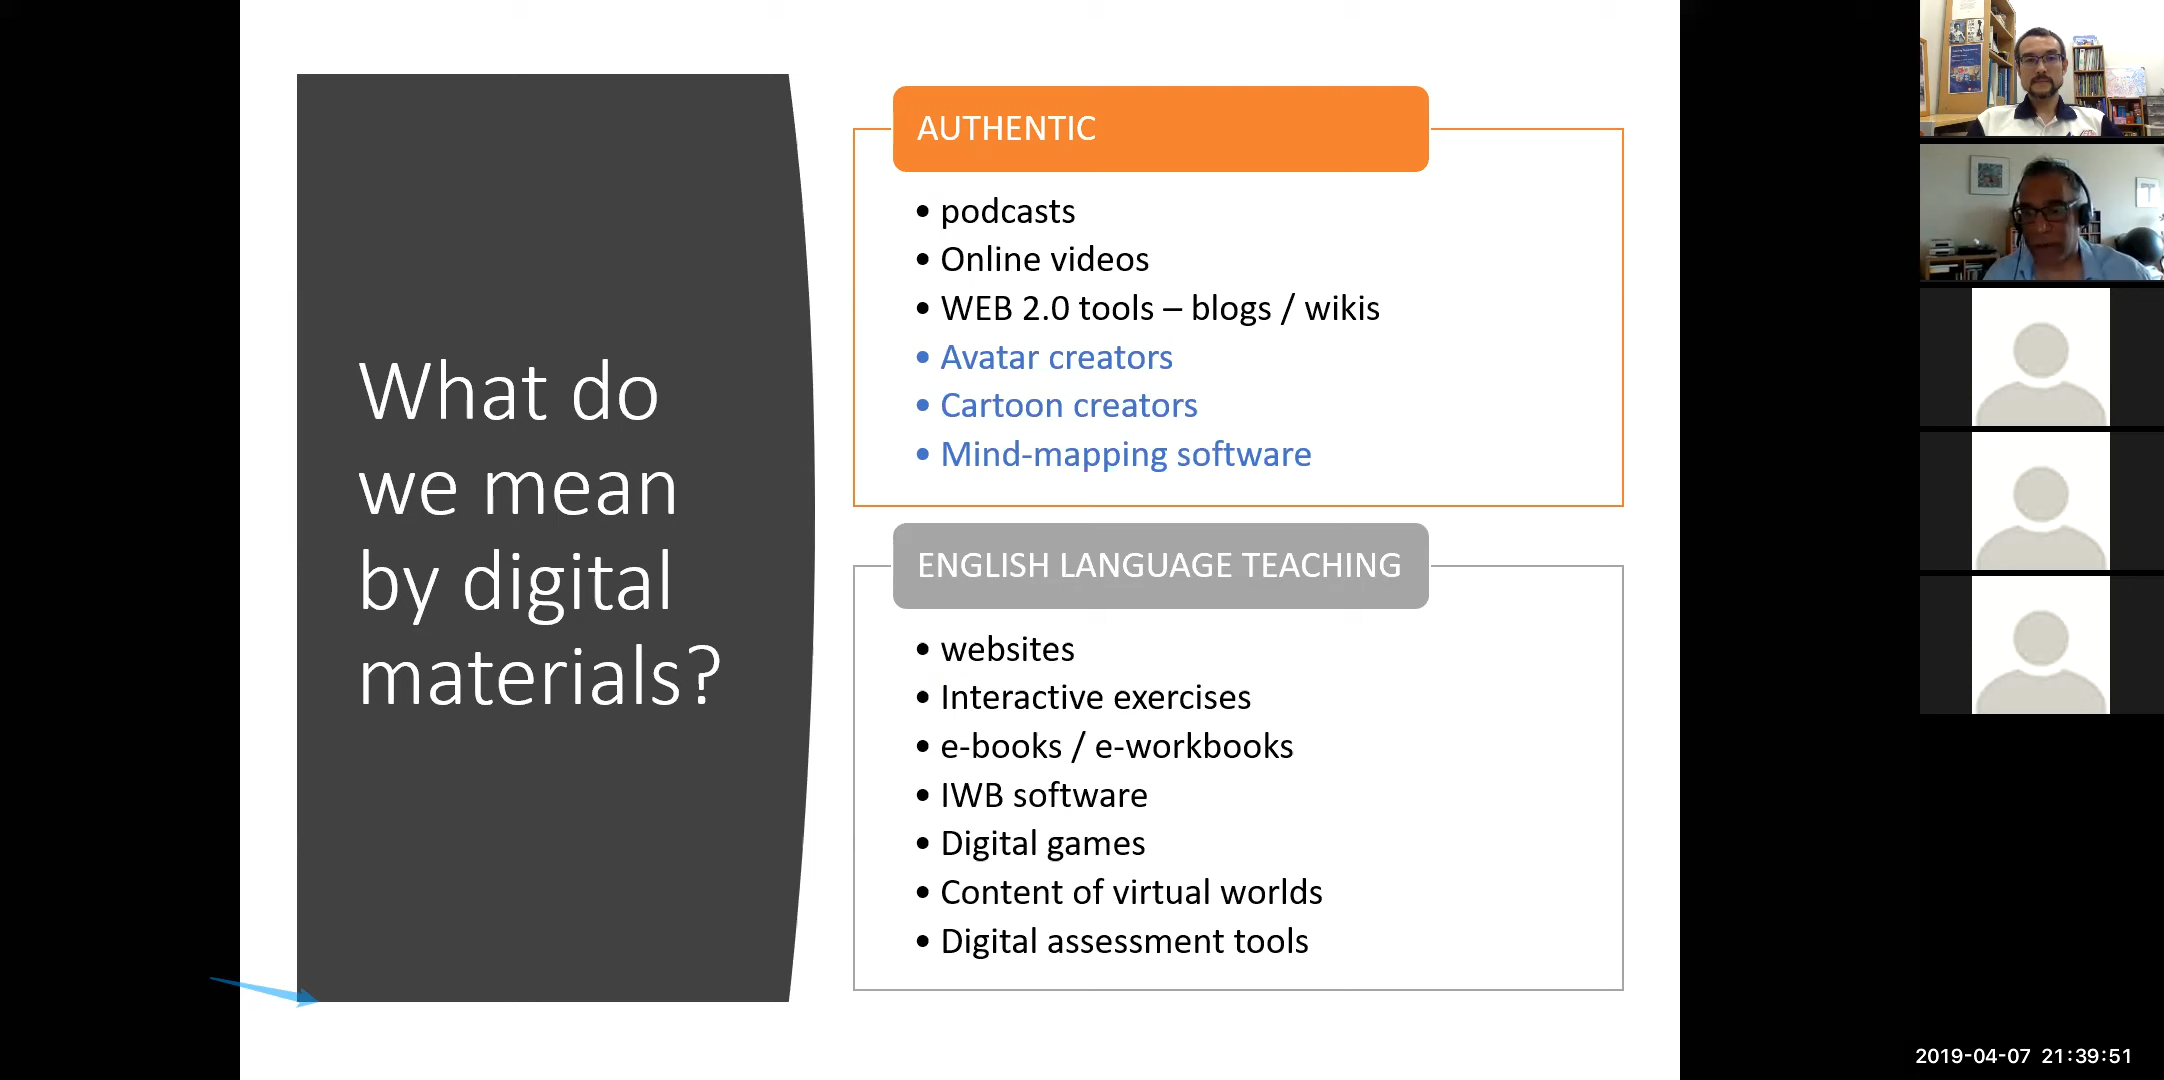 What do
we mean
by digital
materials?
AUTHENTIC
• podcasts
• Online videos
• WEB 2.0 tools – blogs / wikis
• Avatar creators
• Cartoon creators
• Mind-mapping software
ENGLISH LANGUAGE TEACHING
• websites
• Interactive exercises
• e-books / e-workbooks
• IWB software
• Digital games
• Content of virtual worlds
• Digital assessment tools
2019-04-07 21:39:51